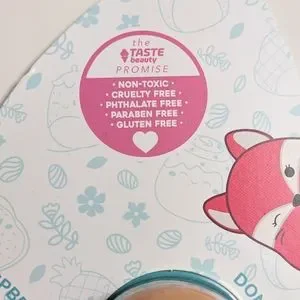 the
TASTE
beauty
PROMISE
• NON-TOXIC •
• CRUELTY FREE •
• PHTHALATE FREE •
• PARABEN FREE •
• GLUTEN FREE •